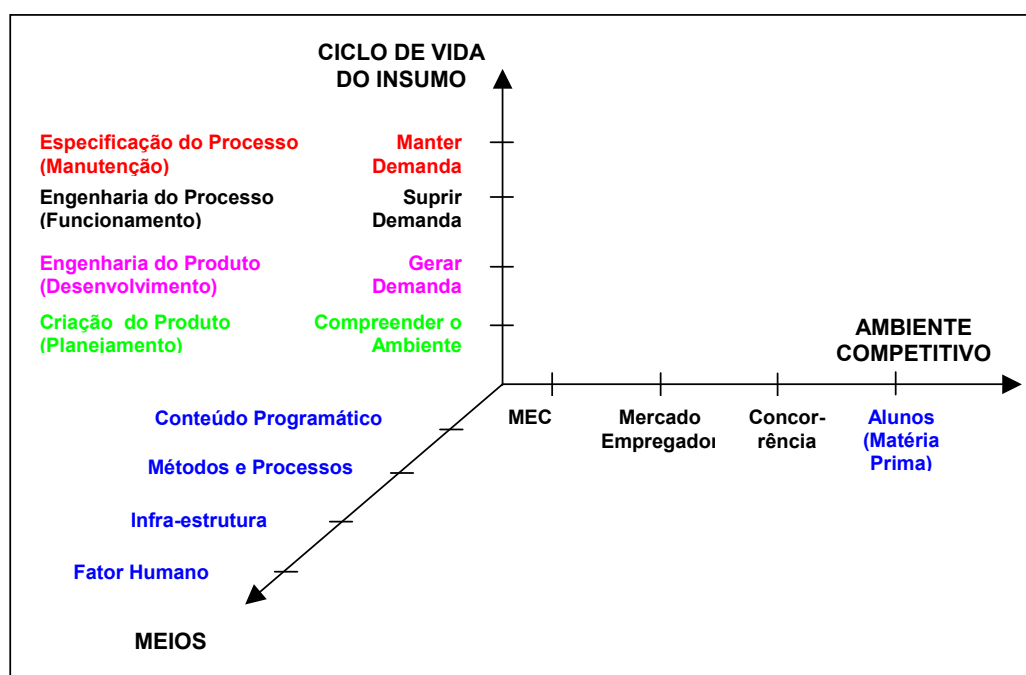 CICLO DE VIDA
DO INSUMO
Especificação do Processo
(Manutenção)
Manter
Demanda
Engenharia do Processo
(Funcionamento)
Suprir
Demanda
Engenharia do Produto
(Desenvolvimento)
Gerar
Demanda
Criação do Produto
(Planejamento)
Compreender o
Ambiente
AMBIENTE
COMPETITIVO
MEC
Mercado
Empregador
Concor-
rência
Alunos
(Matéria
Prima)
Conteúdo Programático
Métodos e Processos
Infra-estrutura
Fator Humano
MEIOS